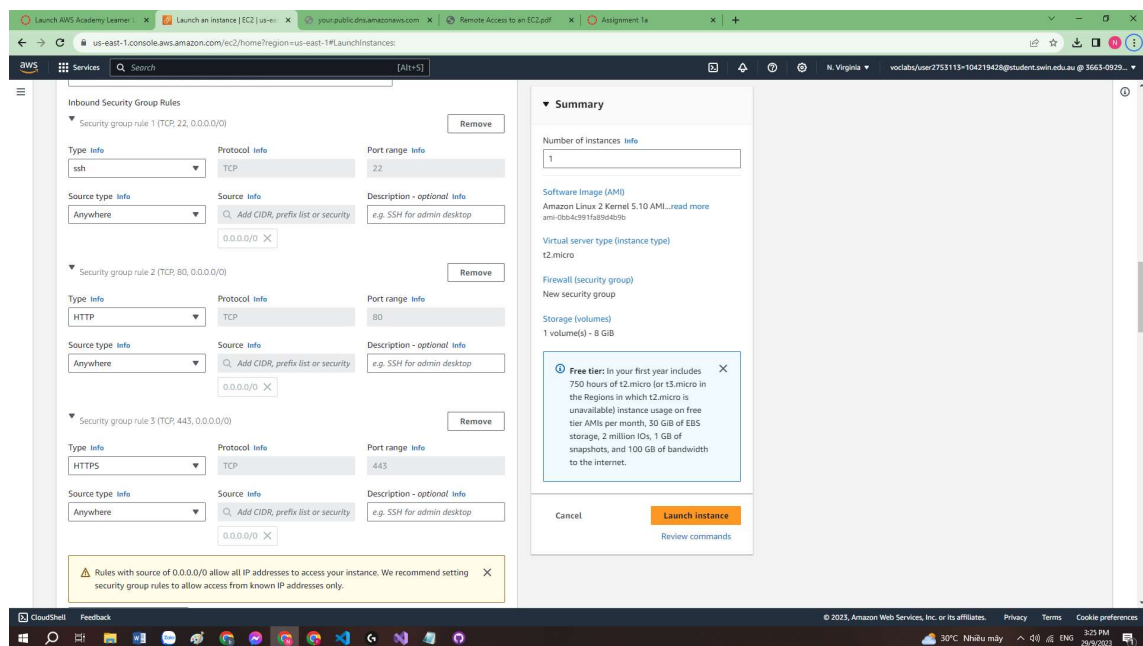 Launch AWS Academy Learner L
Launch an instance | EC2 | us-eas
your.public.dns.amazonaws.com
Remote Access to an EC2.pdf
Assignment 1a
us-east-1.console.aws.amazon.com/ec2/home?region=us-east-1#LaunchInstances:
N
aws
Services
Search
[Alt+S]
N. Virginia
voclabs/user2753113=104219428@student.swin.edu.au @ 3663-0929...
Inbound Security Group Rules
Security group rule 1 (TCP, 22, 0.0.0.0/0)
Remove
Type Info
Protocol Info
Port range Info
ssh
TCP
22
Source type Info
Source Info
Description - optional Info
Anywhere
Add CIDR, prefix list or security
e.g. SSH for admin desktop
0.0.0.0/0
Security group rule 2 (TCP, 80, 0.0.0.0/0)
Remove
Type Info
Protocol Info
Port range Info
HTTP
TCP
80
Source type Info
Source Info
Description - optional Info
Anywhere
Add CIDR, prefix list or security
e.g. SSH for admin desktop
0.0.0.0/0
Security group rule 3 (TCP, 443, 0.0.0.0/0)
Remove
Type Info
Protocol Info
Port range Info
HTTPS
TCP
443
Source type Info
Source Info
Description - optional Info
Anywhere
Add CIDR, prefix list or security
e.g. SSH for admin desktop
0.0.0.0/0
Rules with source of 0.0.0.0/0 allow all IP addresses to access your instance. We recommend setting
security group rules to allow access from known IP addresses only.
Summary
Number of instances Info
1
Software Image (AMI)
Amazon Linux 2 Kernel 5.10 AMI...read more
ami-0bb4c991fa89d4b9b
Virtual server type (instance type)
t2.micro
Firewall (security group)
New security group
Storage (volumes)
1 volume(s) - 8 GiB
Free tier: In your first year includes
750 hours of t2.micro (or t3.micro in
the Regions in which t2.micro is
unavailable) instance usage on free
tier AMIs per month, 30 GiB of EBS
storage, 2 million IOs, 1 GB of
snapshots, and 100 GB of bandwidth
to the internet.
Cancel
Launch instance
Review commands
CloudShell
Feedback
© 2023, Amazon Web Services, Inc. or its affiliates.
Privacy
Terms
Cookie preferences
30°C Nhiều mây
ENG
3:25 PM
29/9/2023